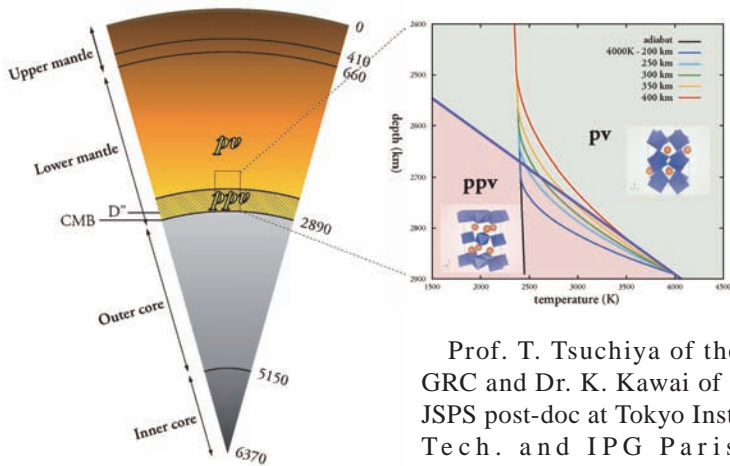 0
410
660
Upper mantle
Lower mantle
pv
ppv
D"
CMB
2890
Outer core
5150
Inner core
6370
2400
2500
2600
2700
2800
2900
depth (km)
adiabat
4000K - 200 km
250 km
300 km
350 km
400 km
pv
ppv
1500
2000
2500
3000
3500
4000
4500
temperature (K)
Prof. T. Tsuchiya of the
GRC and Dr. K. Kawai of
JSPS post-doc at Tokyo Inst
Tech. and IPG Paris